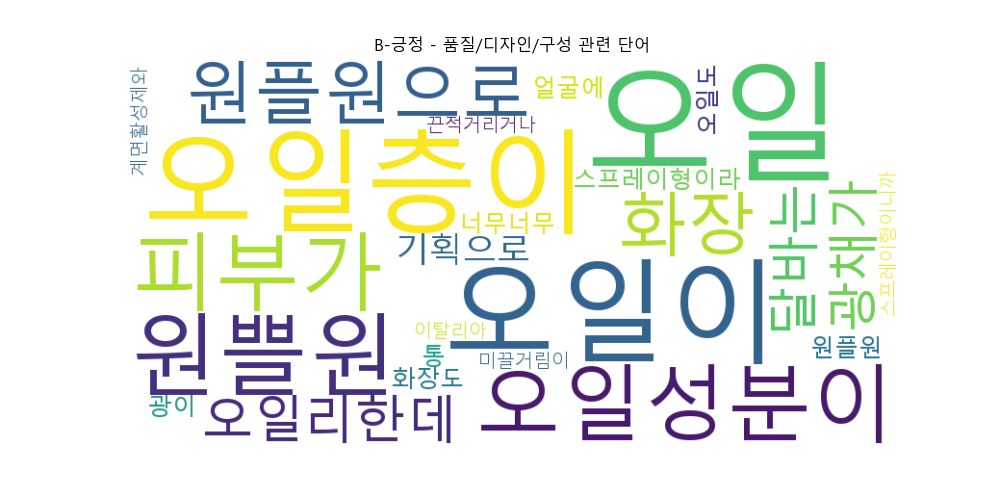 B-긍정 - 품질/디자인/구성 관련 단어
계면활성제와
원플원으로
얼굴에
오일
오일도
끈적거리거나
오일층이
스프레이형이라
너무너무
화장
피부가
기획으로
달바는
광채가
스프레이형이니까
오일이
원쁠원
이탈리아
통
미끌거림이
원플원
화장도
광이
오일리한데
오일성분이